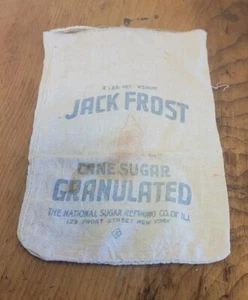 JACK FROST
CANE SUGAR
GRANULATED
THE NATIONAL SUGAR REFINING CO. OF N.J.
129 FRONT STREET NEW YORK